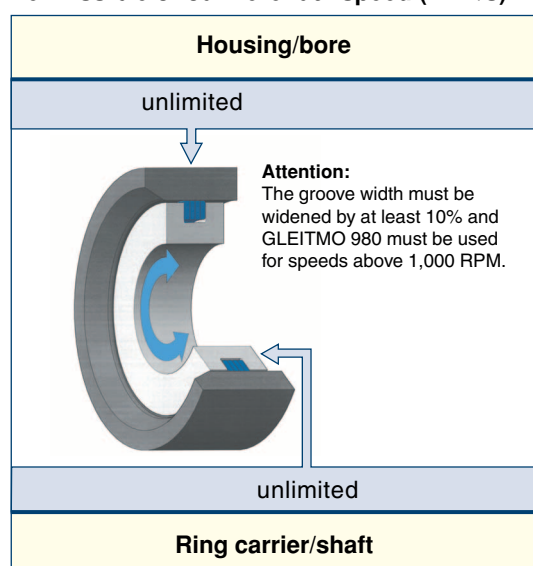 speed (
Housing/bore
unlimited
Attention:
The groove width must be
widened by at least 10% and
GLEITMO 980 must be used
for speeds above 1,000 RPM.
unlimited
Ring carrier/shaft